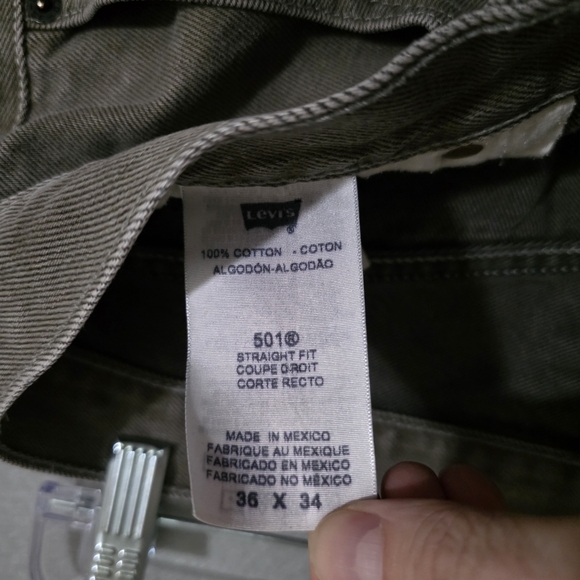 Levi's
®
100% COTTON - COTON
ALGODÓN-ALGODÃO
501®
STRAIGHT FIT
COUPE DROIT
CORTE RECTO
MADE IN MEXICO
FABRIQUE AU MEXIQUE
FABRICADO EN MEXICO
FABRICADO NO MÉXICO
36 X 34